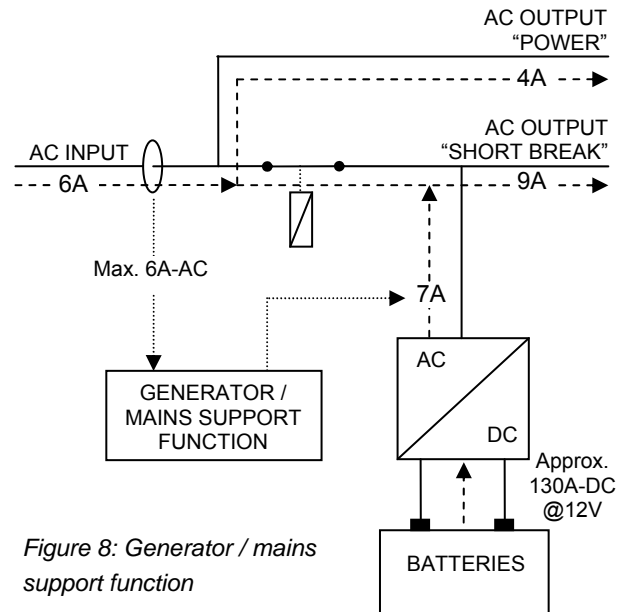 AC OUTPUT
“POWER”
4A
AC OUTPUT
“SHORT BREAK”
AC INPUT
6A
9A
Max. 6A-AC
7A
GENERATOR /
MAINS SUPPORT
FUNCTION
AC
DC
Approx.
130A-DC
@12V
BATTERIES
Figure 8: Generator / mains
support function